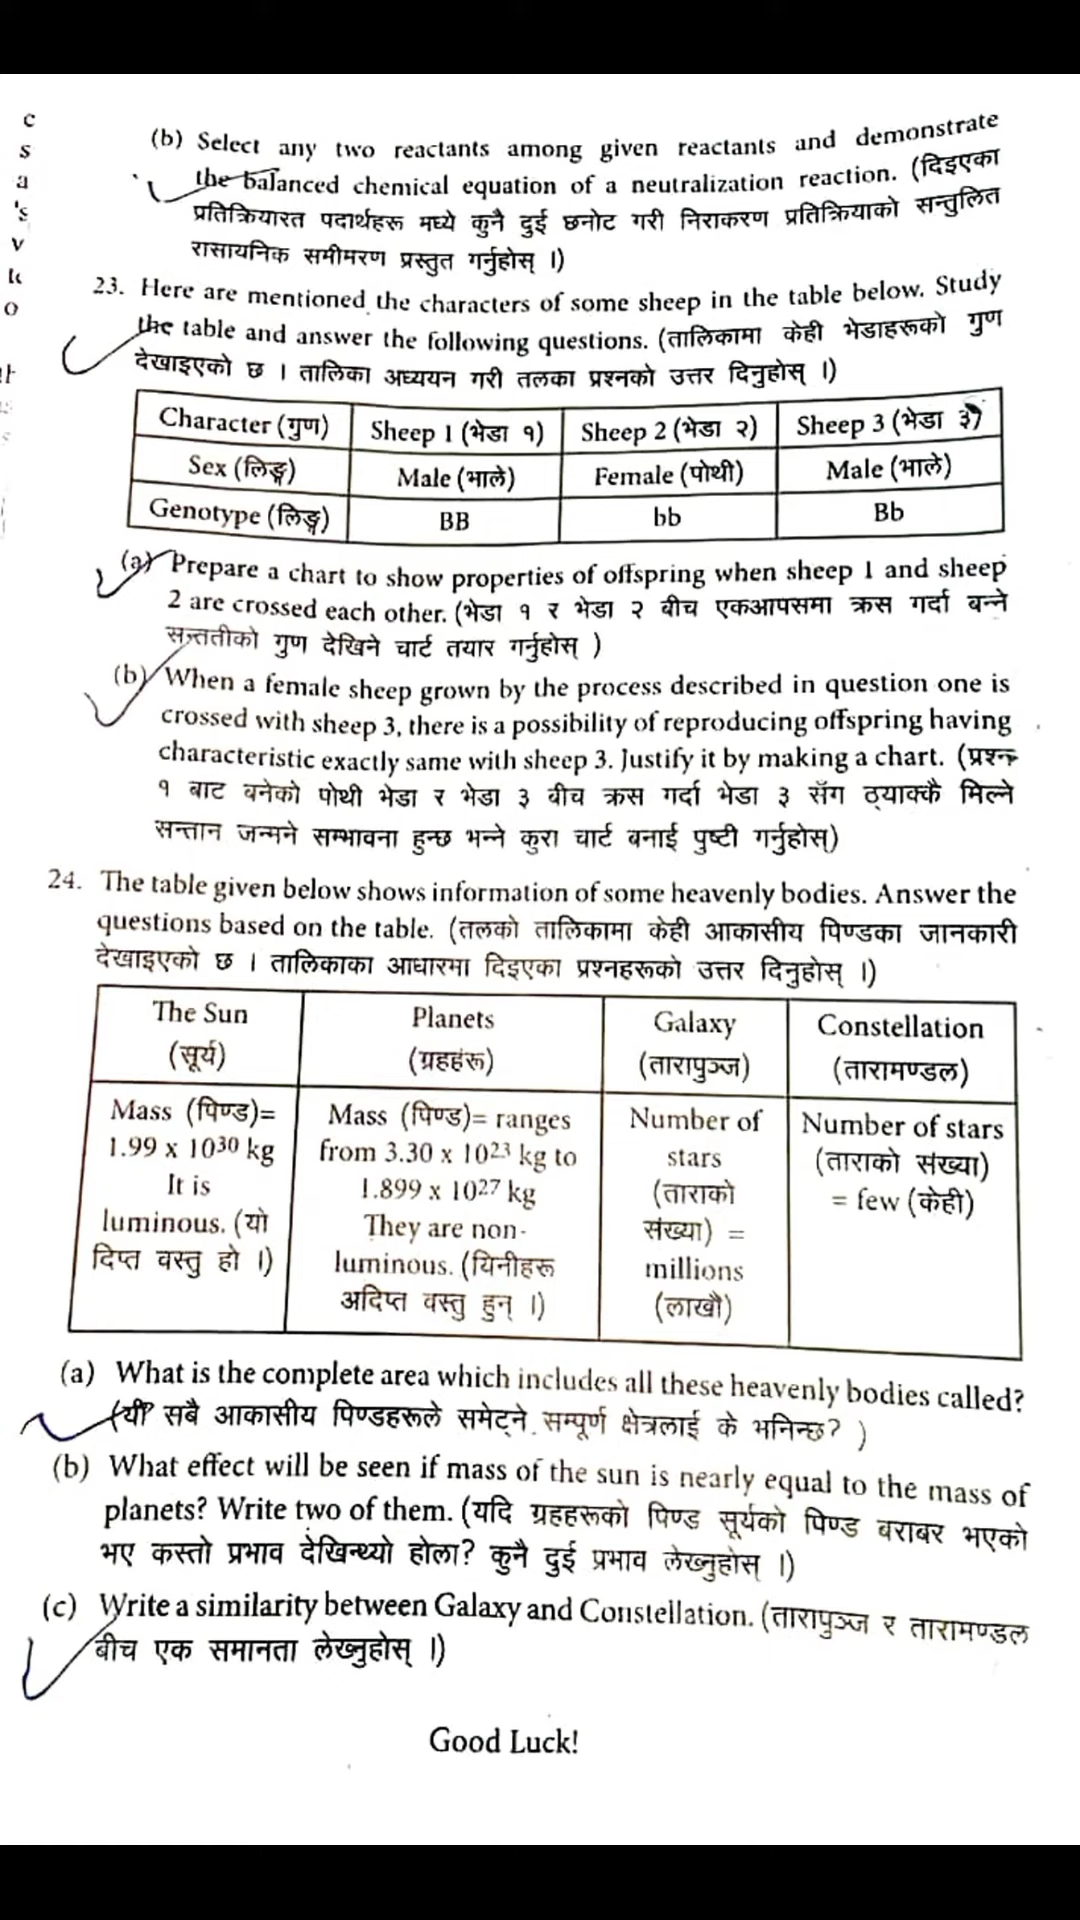 c
s
a
's
v
o
(b) Select any two reactants among given reactants and demonstrate
the balanced chemical equation of a neutralization reaction. (दिइएका
प्रतिक्रियारत पदार्थहरू मध्ये कुनै दुई छनोट गरी निराकरण प्रतिक्रियाको सन्तुलित
रासायनिक समीमरण प्रस्तुत गर्नुहोस् ।)
23. Here are mentioned the characters of some sheep in the table below. Study
the table and answer the following questions. (तालिकामा केही भेडाहरूको गुण
देखाइएको छ । तालिका अध्ययन गरी तलका प्रश्नको उत्तर दिनुहोस् ।)
Character (गुण) Sheep 1 (भेडा १) Sheep 2 (भेडा २) Sheep 3 (भेडा ३)
Sex (लिङ्ग) Male (भाले) Female (पोथी) Male (भाले)
Genotype (लिङ्ग) BB bb Bb
(a) Prepare a chart to show properties of offspring when sheep 1 and sheep
2 are crossed each other. (भेडा १ र भेडा २ बीच एकआपसमा क्रस गर्दा बन्ने
सन्ततीको गुण देखिने चार्ट तयार गर्नुहोस् )
(b) When a female sheep grown by the process described in question one is
crossed with sheep 3, there is a possibility of reproducing offspring having
characteristic exactly same with sheep 3. Justify it by making a chart. (प्रश्न
१ बाट बनेको पोथी भेडा र भेडा ३ बीच क्रस गर्दा भेडा ३ सँग ठ्याक्कै मिल्ने
सन्तान जन्मने सम्भावना हुन्छ भन्ने कुरा चार्ट बनाई पुष्टी गर्नुहोस्)
24. The table given below shows information of some heavenly bodies. Answer the
questions based on the table. (तलको तालिकामा केही आकासीय पिण्डका जानकारी
देखाइएको छ । तालिकाका आधारमा दिइएका प्रश्नहरूको उत्तर दिनुहोस् ।)
The Sun
(सूर्य)
Planets
(ग्रहहरू)
Galaxy
(तारापुञ्ज)
Constellation
(तारामण्डल)
Mass (पिण्ड)=
1.99 x 10³⁰ kg
It is
luminous. (यो
दिप्त वस्तु हो ।)
Mass (पिण्ड)= ranges
from 3.30 x 10²³ kg to
1.899 x 10²⁷ kg
They are non-
luminous. (यिनीहरू
अदिप्त वस्तु हुन् ।)
Number of
stars
(ताराको
संख्या) =
millions
(लाखौं)
Number of stars
(ताराको संख्या)
= few (केही)
(a) What is the complete area which includes all these heavenly bodies called?
(यी सबै आकासीय पिण्डहरूले समेट्ने सम्पूर्ण क्षेत्रलाई के भनिन्छ? )
(b) What effect will be seen if mass of the sun is nearly equal to the mass of
planets? Write two of them. (यदि ग्रहहरूको पिण्ड सूर्यको पिण्ड बराबर भएको
भए कस्तो प्रभाव देखिन्थ्यो होला? कुनै दुई प्रभाव लेख्नुहोस् ।)
(c) Write a similarity between Galaxy and Constellation. (तारापुञ्ज र तारामण्डल
बीच एक समानता लेख्नुहोस् ।)
Good Luck!